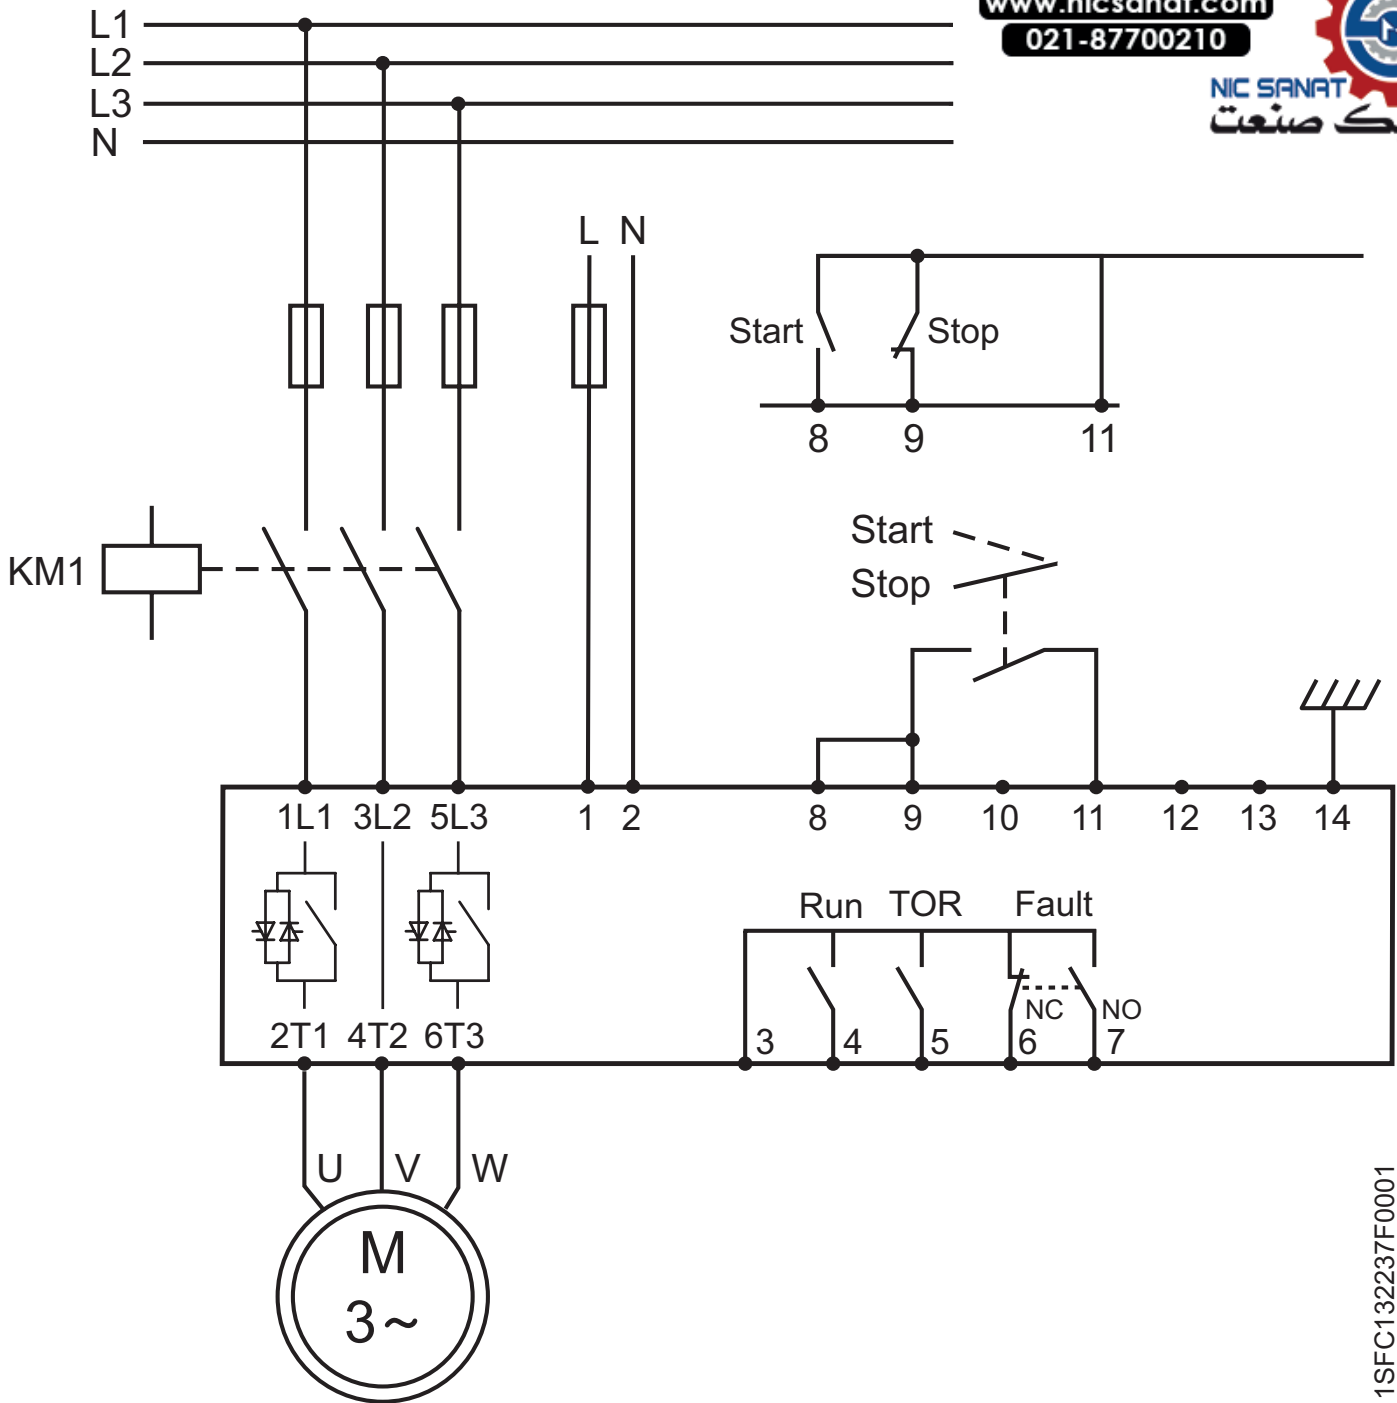 L1
L2
L3
N
www.nicsanat.com
021-87700210
NIC SANAT
صنعت
L N
Start
Stop
8 9 11
Start
Stop
KM1
1L1 3L2 5L3 1 2 8 9 10 11 12 13 14
Run TOR Fault
NC NO
2T1 4T2 6T3 3 4 5 6 7
U V W
M
3~
1SFC132237F0001